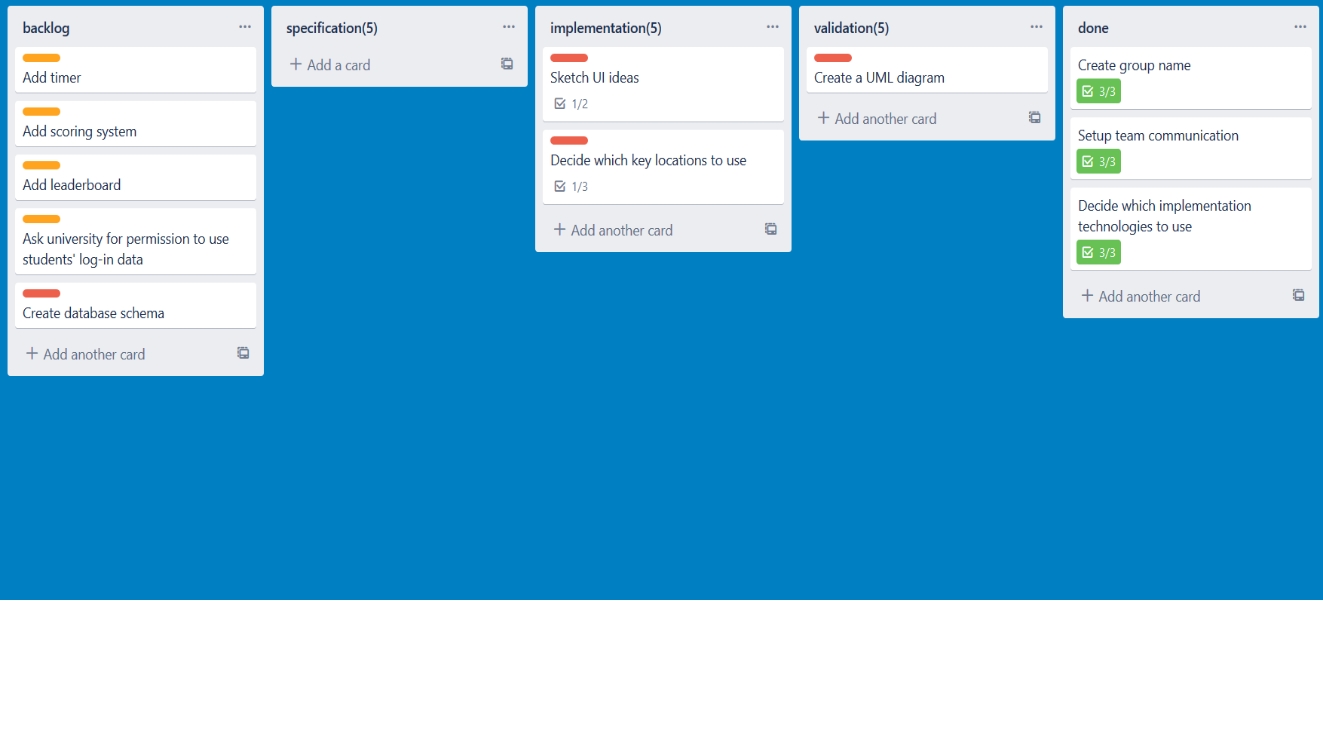 backlog
Add timer
Add scoring system
Add leaderboard
Ask university for permission to use
students' log-in data
Create database schema
+ Add another card
specification(5)
+ Add a card
implementation(5)
Sketch UI ideas
1/2
Decide which key locations to use
1/3
+ Add another card
validation(5)
Create a UML diagram
+ Add another card
done
Create group name
3/3
Setup team communication
3/3
Decide which implementation
technologies to use
3/3
+ Add another card